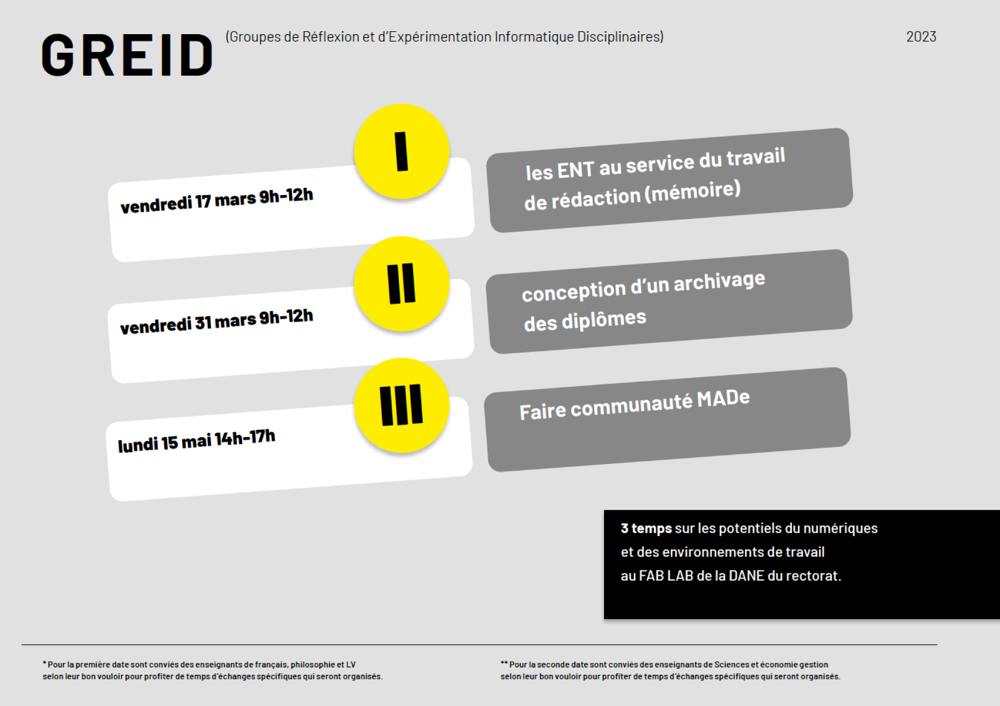 GREID
(Groupes de Réflexion et d’Expérimentation Informatique Disciplinaires)
2023
I
vendredi 17 mars 9h-12h
les ENT au service du travail
de rédaction (mémoire)
II
vendredi 31 mars 9h-12h
conception d’un archivage
des diplômes
III
lundi 15 mai 14h-17h
Faire communauté MADe
3 temps sur les potentiels du numériques
et des environnements de travail
au FAB LAB de la DANE du rectorat.
* Pour la première date sont conviés des enseignants de français, philosophie et LV
selon leur bon vouloir pour profiter de temps d’échanges spécifiques qui seront organisés.
** Pour la seconde date sont conviés des enseignants de Sciences et économie gestion
selon leur bon vouloir pour profiter de temps d’échanges spécifiques qui seront organisés.